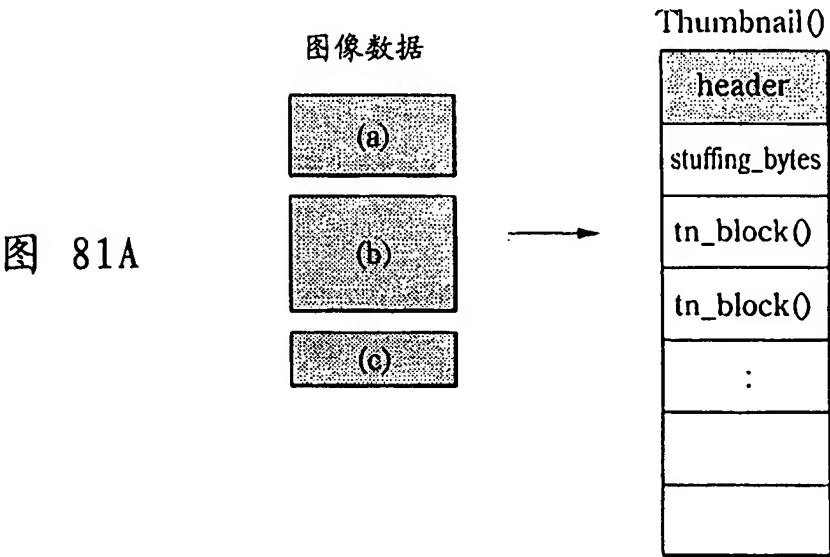 图 81A
图像数据
(a)
(b)
(c)
Thumbnail()
header
stuffing_bytes
tn_block()
tn_block()
: